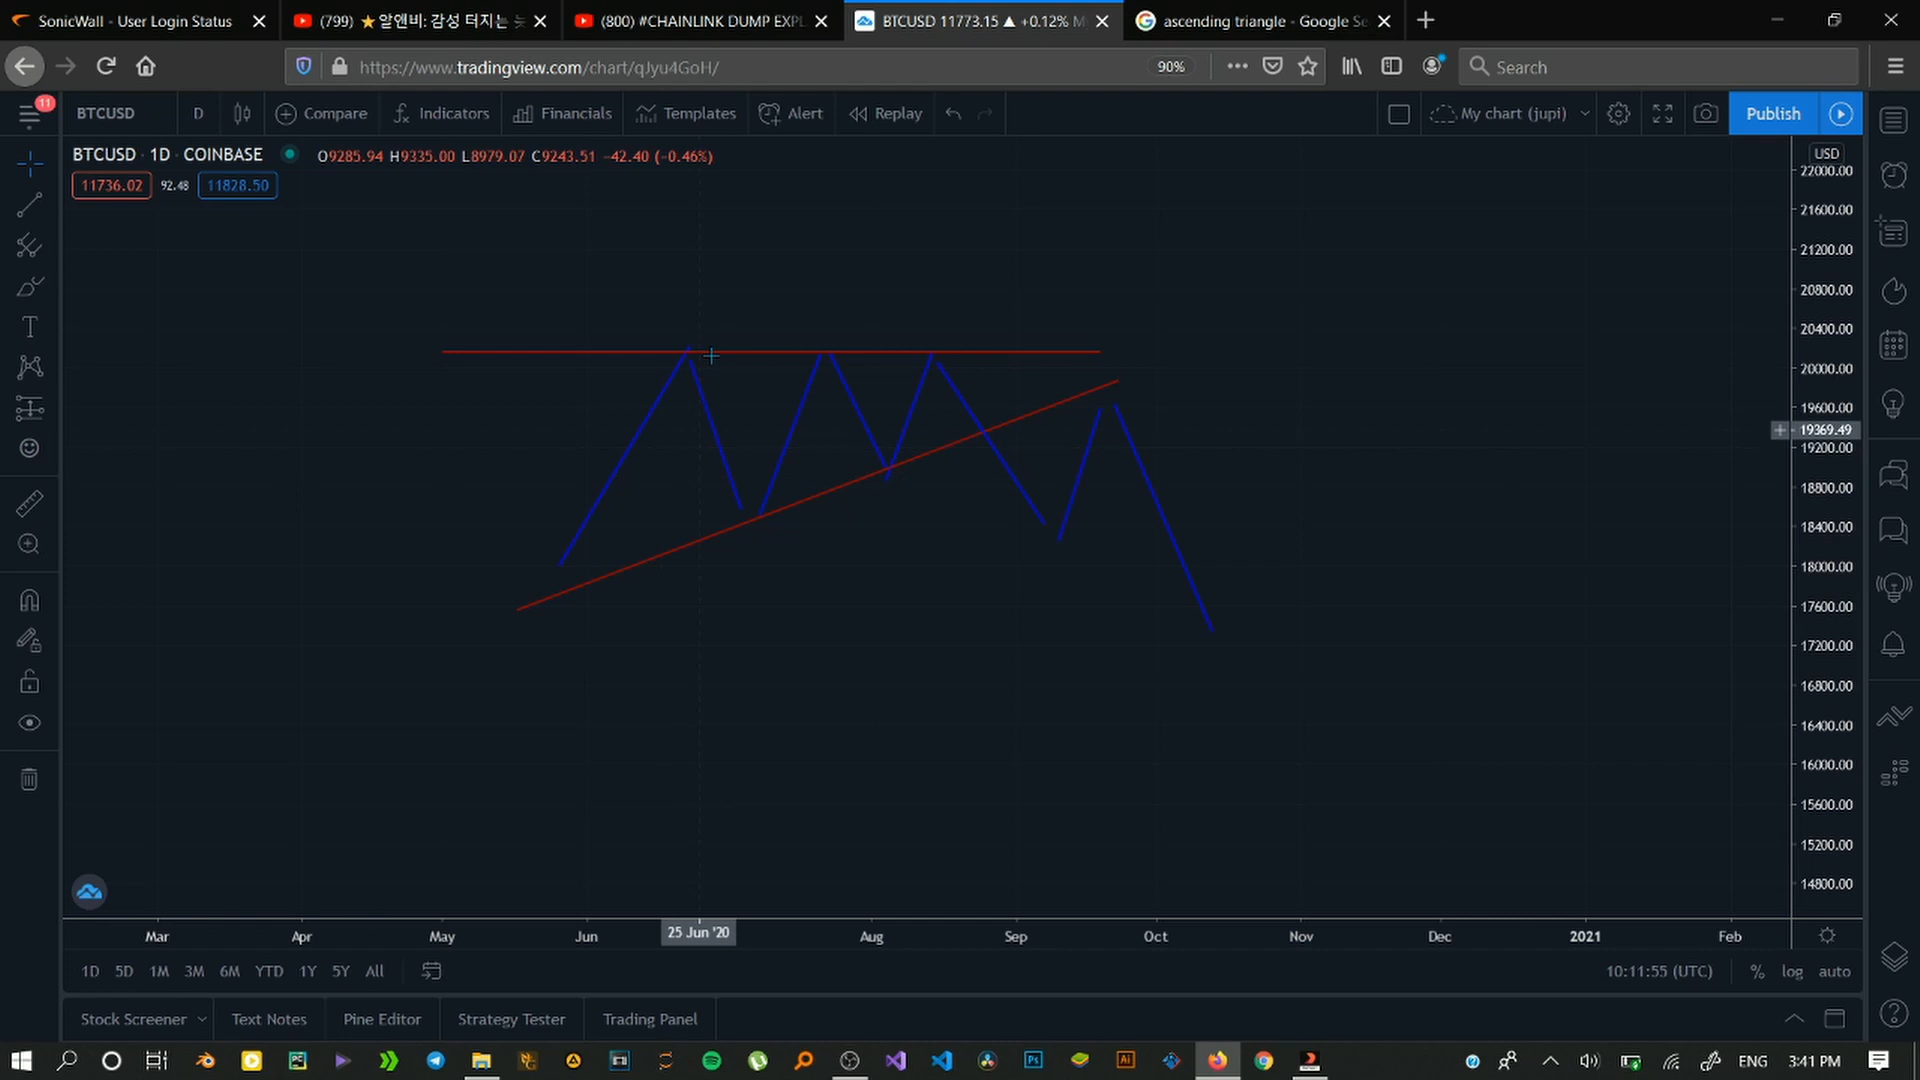 SonicWall - User Login Status
(799) ⭐알앤비: 감성 터지는
(800) #CHAINLINK DUMP EXPL
BTCUSD 11773.15 ▲ +0.12% M
ascending triangle - Google Se
https://www.tradingview.com/chart/qJyu4GoH/
90%
Search
11
BTCUSD
D
Compare
Indicators
Financials
Templates
Alert
Replay
My chart (jupi)
Publish
BTCUSD · 1D · COINBASE
O9285.94 H9335.00 L8979.07 C9243.51 −42.40 (−0.46%)
11736.02
92.48
11828.50
USD
22000.00
21600.00
21200.00
20800.00
20400.00
20000.00
19600.00
19369.49
19200.00
18800.00
18400.00
18000.00
17600.00
17200.00
16800.00
16400.00
16000.00
15600.00
15200.00
14800.00
Mar
Apr
May
Jun
25 Jun '20
Aug
Sep
Oct
Nov
Dec
2021
Feb
1D
5D
1M
3M
6M
YTD
1Y
5Y
All
10:11:55 (UTC)
%
log
auto
Stock Screener
Text Notes
Pine Editor
Strategy Tester
Trading Panel
PC
Ps
Ai
ENG
3:41 PM